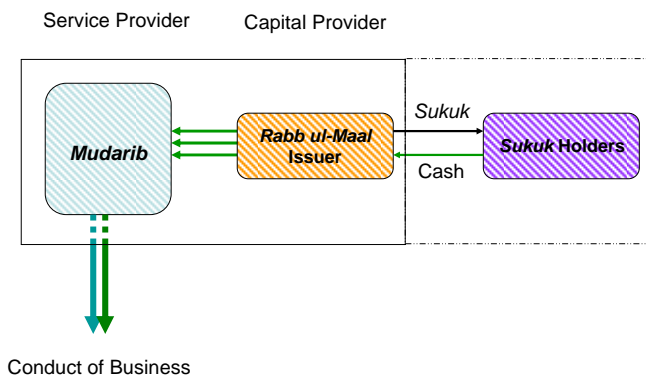 Service Provider
Capital Provider
Mudarib
Rabb ul-Maal
Issuer
Sukuk
Cash
Sukuk Holders
Conduct of Business